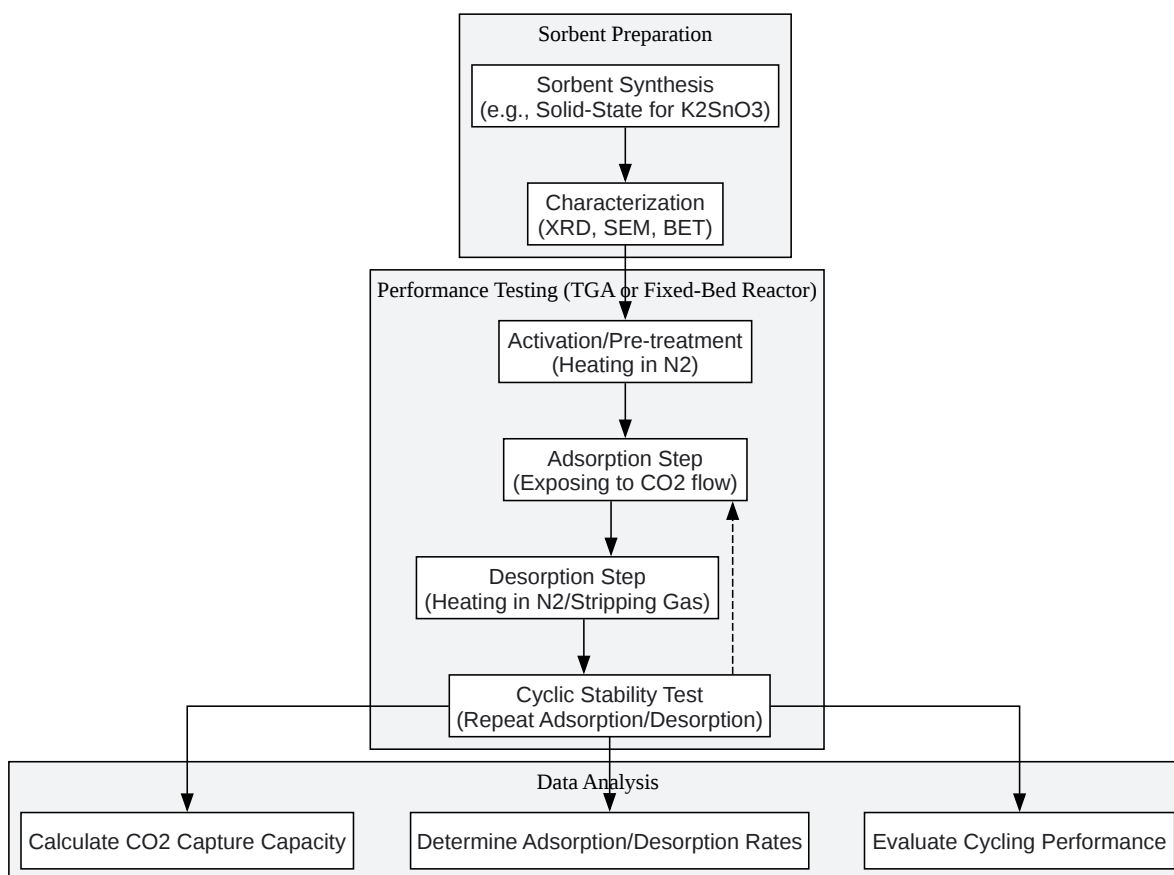 Sorbent Preparation
Sorbent Synthesis
(e.g., Solid-State for K2SnO3)
Characterization
(XRD, SEM, BET)
Performance Testing (TGA or Fixed-Bed Reactor)
Activation/Pre-treatment
(Heating in N2)
Adsorption Step
(Exposing to CO2 flow)
Desorption Step
(Heating in N2/Stripping Gas)
Cyclic Stability Test
(Repeat Adsorption/Desorption)
Data Analysis
Calculate CO2 Capture Capacity
Determine Adsorption/Desorption Rates
Evaluate Cycling Performance